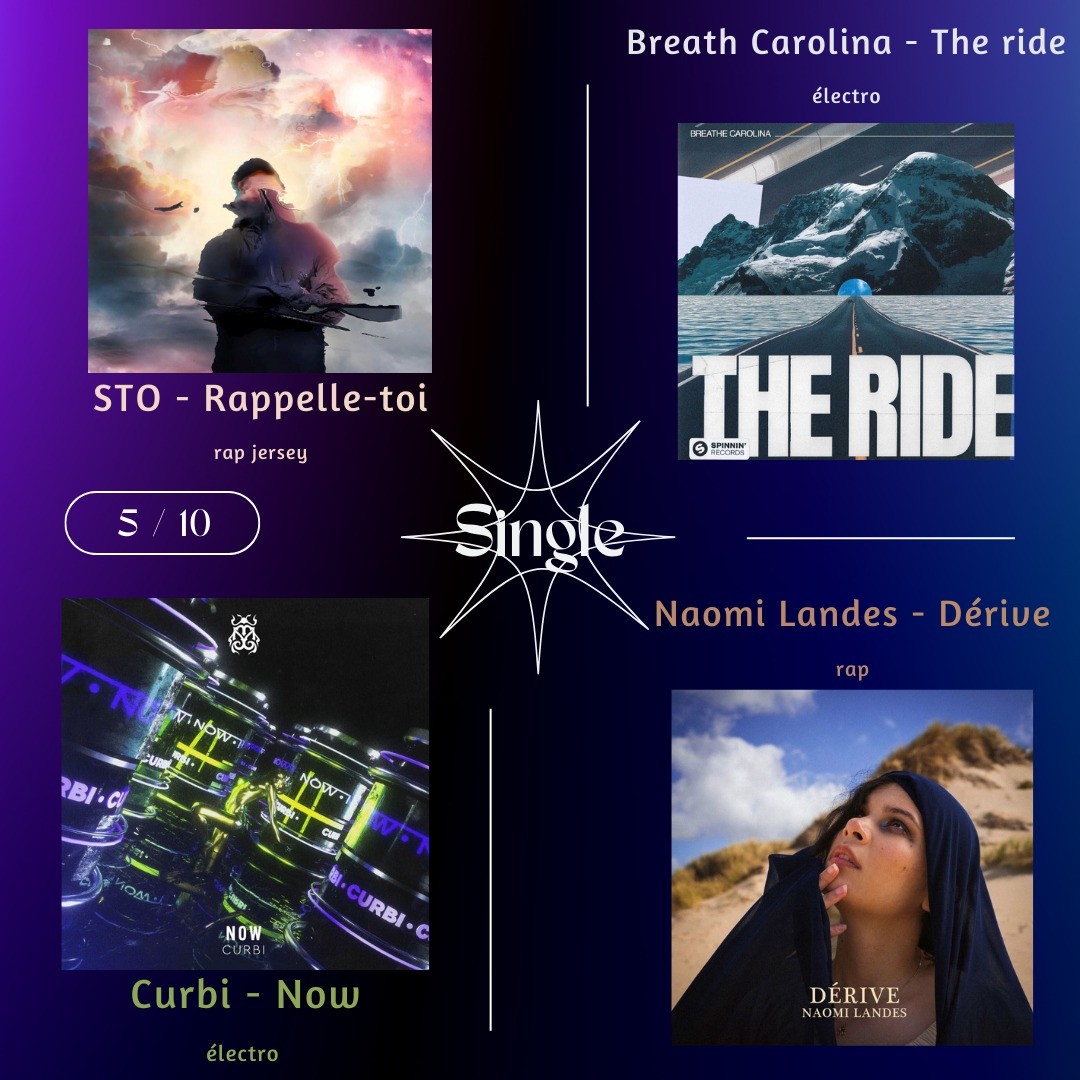 STO - Rappelle-toi
rap jersey
Breath Carolina - The ride
électro
BREATHE CAROLINA
THE RIDE
SPINNIN'
RECORDS
5 / 10
Single
NOW
CURBI
Curbi - Now
électro
Naomi Landes - Dérive
rap
DÉRIVE
NAOMI LANDES